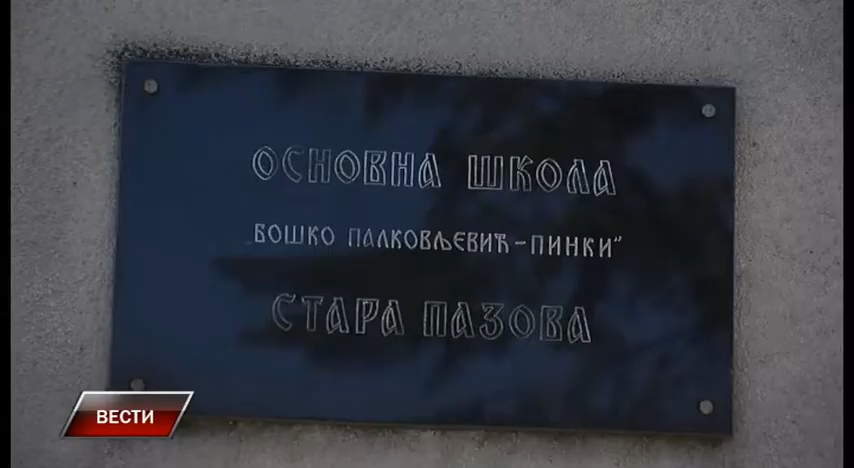 ОСНОВНА ШКОЛА
„БОШКО ПАЛКОВЉЕВИЋ-ПИНКИ”
СТАРА ПАЗОВА
ВЕСТИ